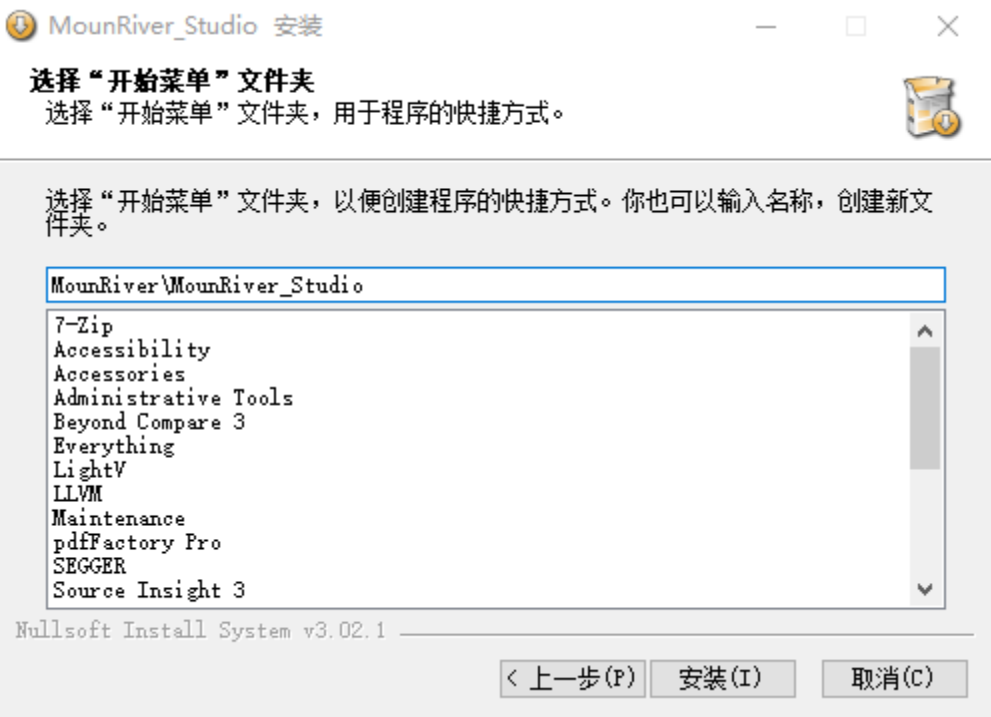 MounRiver_Studio 安装
选择“开始菜单”文件夹
选择“开始菜单”文件夹，用于程序的快捷方式。
选择“开始菜单”文件夹，以便创建程序的快捷方式。你也可以输入名称，创建新文
件夹。
MounRiver\MounRiver_Studio
7-Zip
Accessibility
Accessories
Administrative Tools
Beyond Compare 3
Everything
LightV
LLVM
Maintenance
pdfFactory Pro
SEGGER
Source Insight 3
Nullsoft Install System v3.02.1
< 上一步(P) 安装(I) 取消(C)